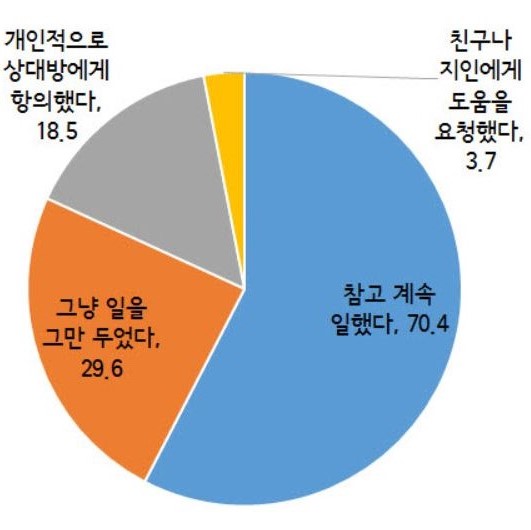 개인적으로
상대방에게
항의했다,
18.5
친구나
지인에게
도움을
요청했다,
3.7
참고 계속
일했다, 70.4
그냥 일을
그만 두었다,
29.6